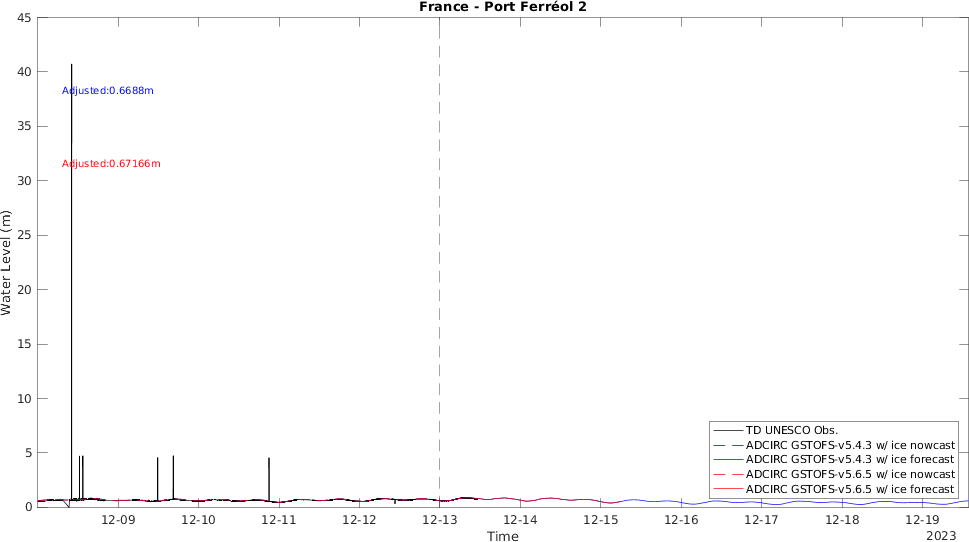 France - Port Ferréol 2
45
40
35
30
25
20
15
10
5
0
Water Level (m)
Adjusted:0.6688m
Adjusted:0.67166m
TD UNESCO Obs.
ADCIRC GSTOFS-v5.4.3 w/ ice nowcast
ADCIRC GSTOFS-v5.4.3 w/ ice forecast
ADCIRC GSTOFS-v5.6.5 w/ ice nowcast
ADCIRC GSTOFS-v5.6.5 w/ ice forecast
12-09 12-10 12-11 12-12 12-13 12-14 12-15 12-16 12-17 12-18 12-19
2023
Time